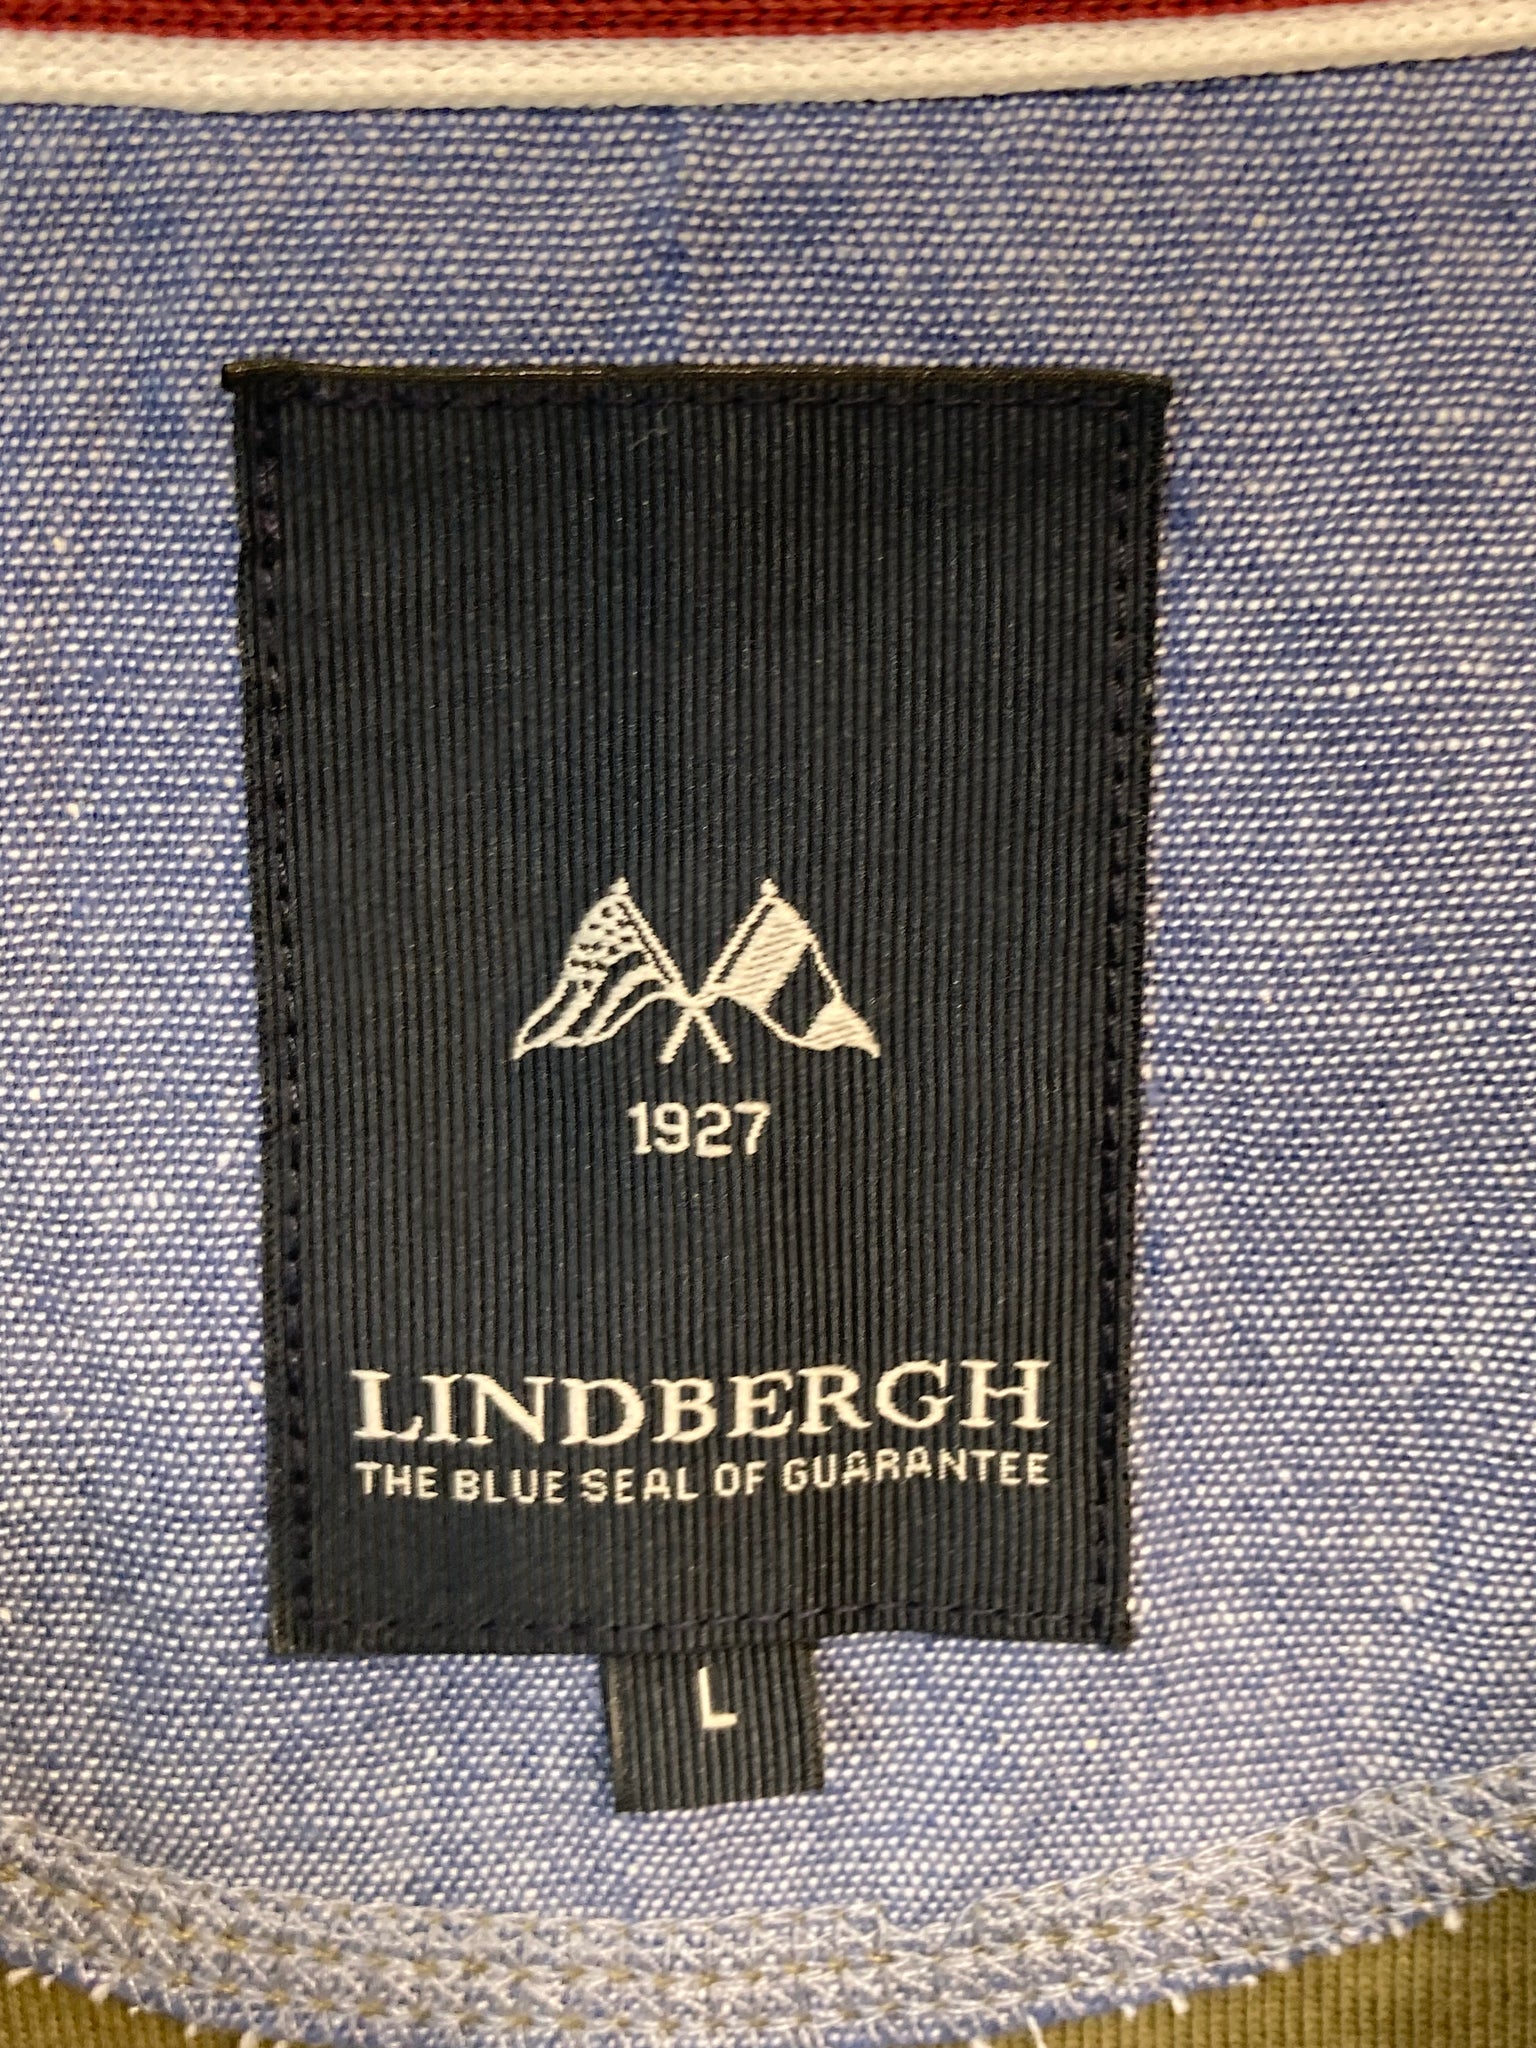 1927
LINDBERGH
THE BLUE SEAL OF GUARANTEE
L